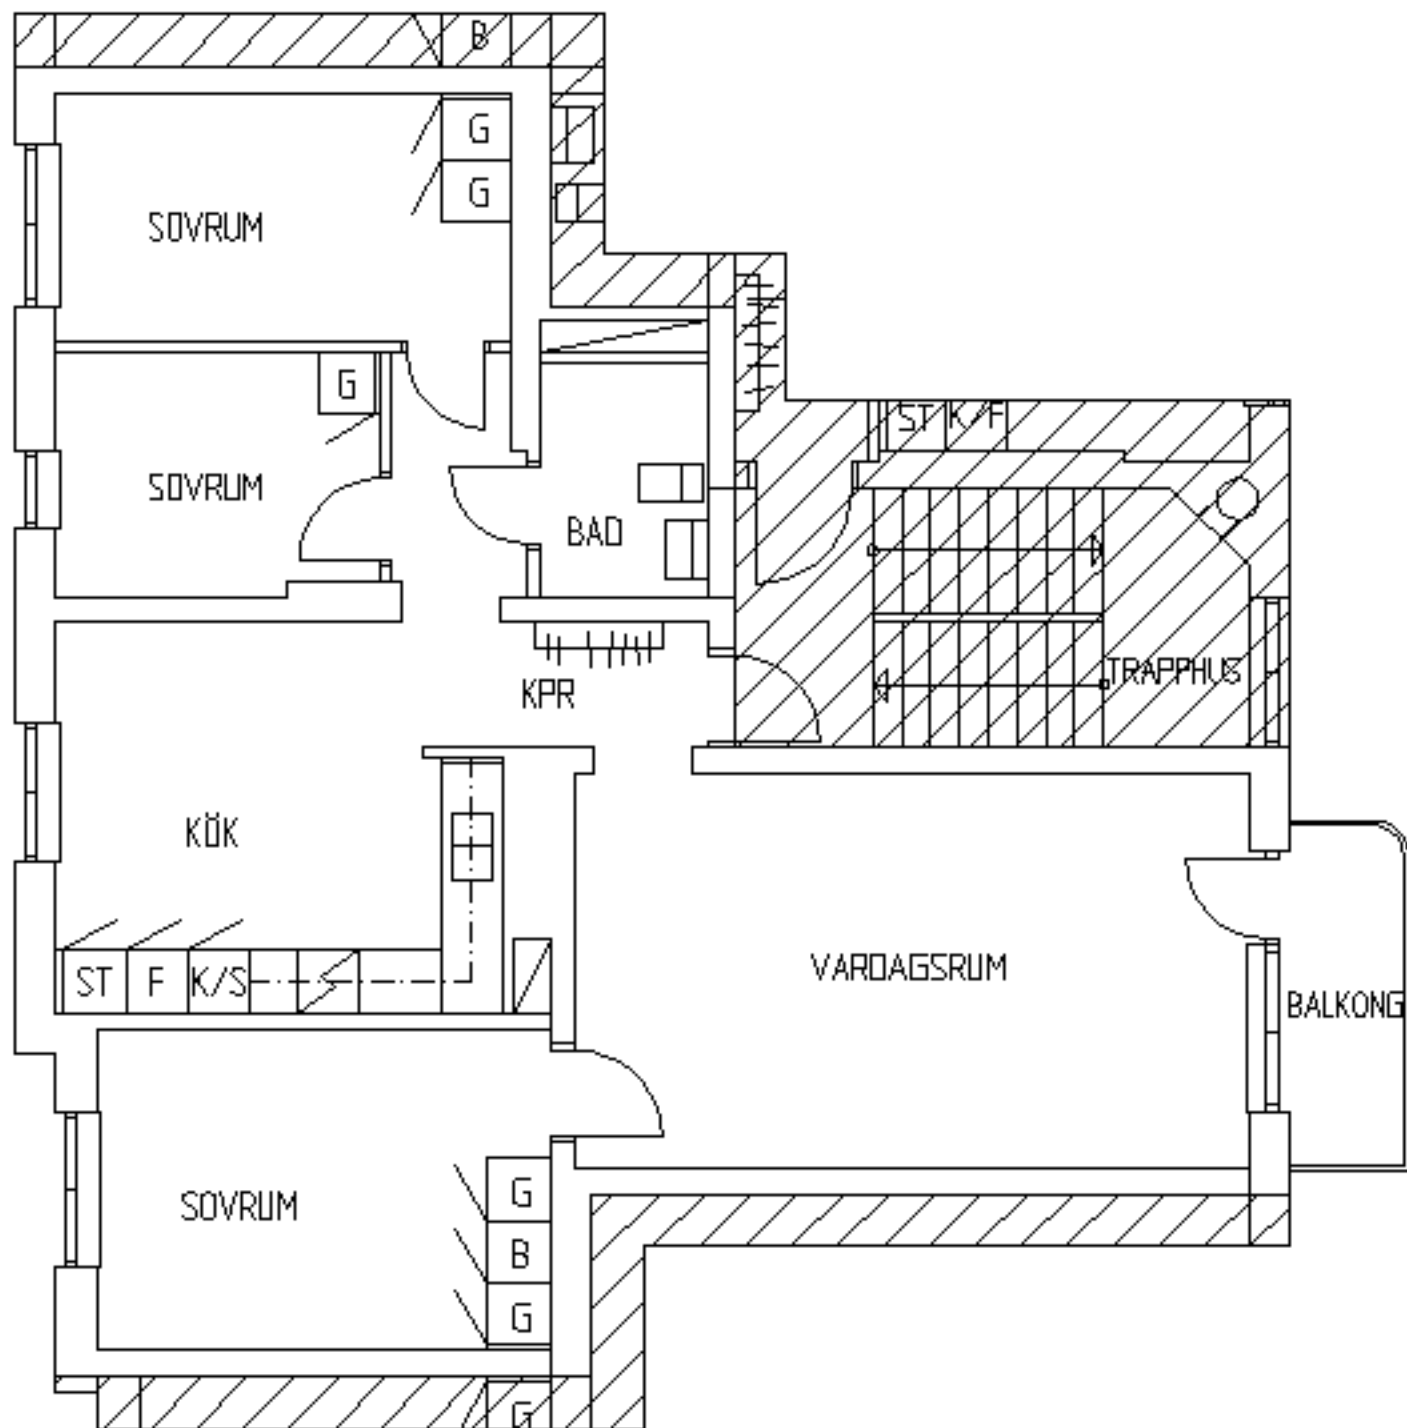 B
G
G
SOVRUM
G
ST K/F
SOVRUM
BAD
TRAPPHUS
KPR
KÖK
VARDAGSRUM
ST F K/S
BALKONG
G
SOVRUM
B
G
G